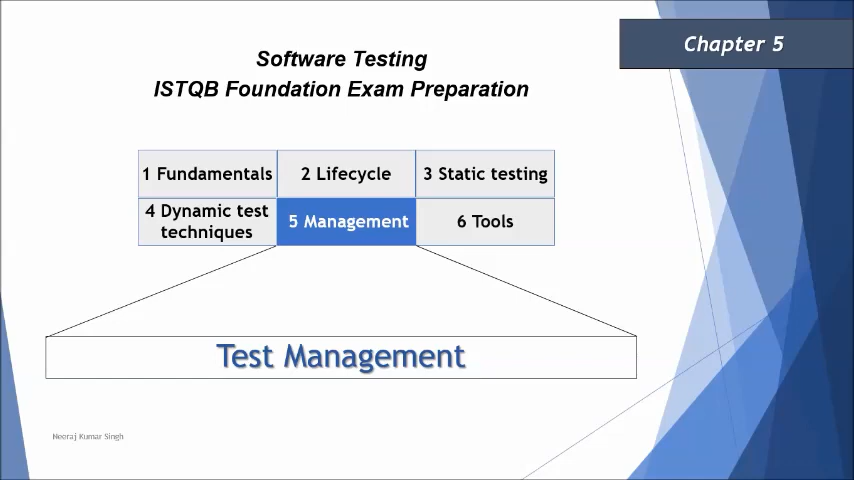 Chapter 5
Software Testing
ISTQB Foundation Exam Preparation
1 Fundamentals
2 Lifecycle
3 Static testing
4 Dynamic test
techniques
5 Management
6 Tools
Test Management
Neeraj Kumar Singh